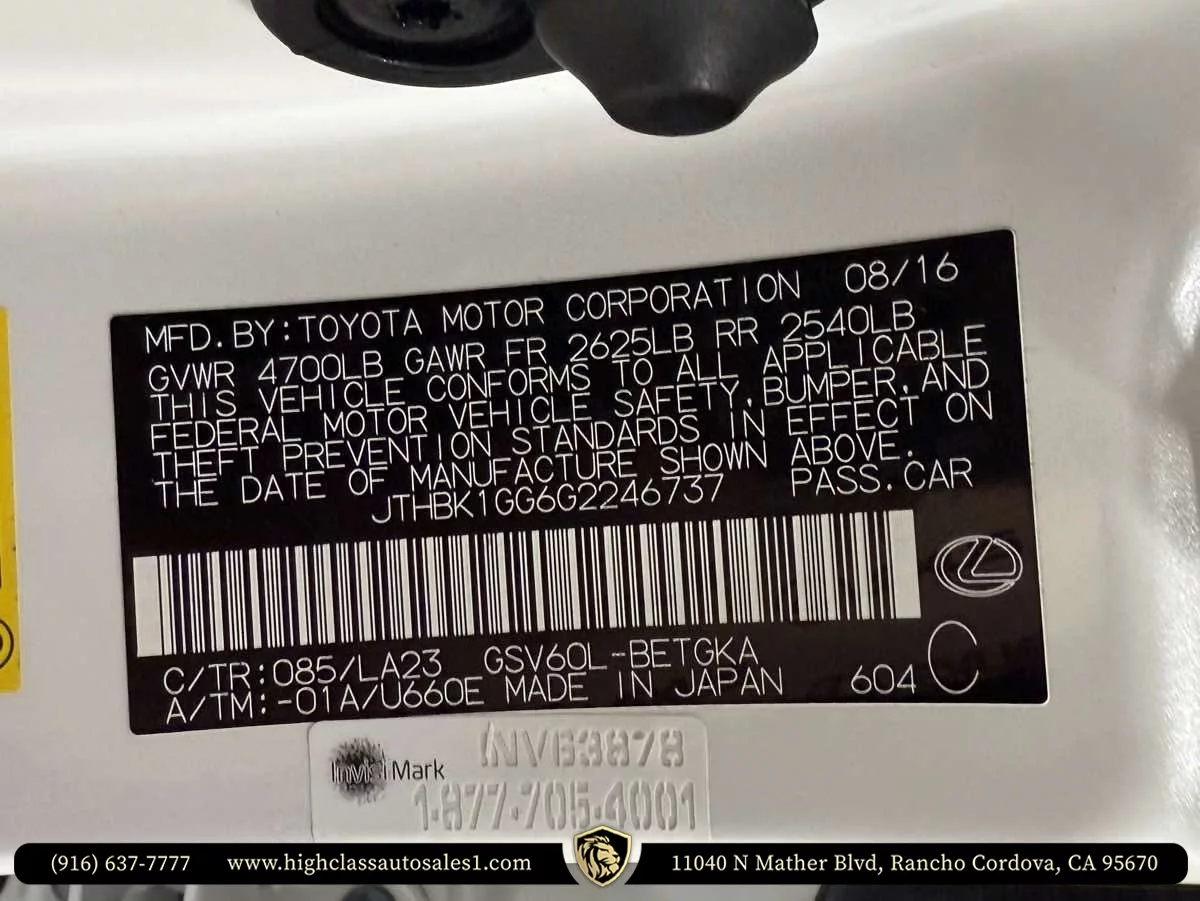 MFD.BY:TOYOTA MOTOR CORPORATION 08/16
GVWR 4700LB GAWR FR 2625LB RR 2540LB
THIS VEHICLE CONFORMS TO ALL APPLICABLE
FEDERAL MOTOR VEHICLE SAFETY,BUMPER,AND
THEFT PREVENTION STANDARDS IN EFFECT ON
THE DATE OF MANUFACTURE SHOWN ABOVE.
JTHBK1GG6G2246737 PASS.CAR
C/TR:085/LA23 GSV60L-BETGKA
A/TM:-01A/U660E MADE IN JAPAN 604 C
InvisiMark
INV63878
1-877-705-4001
(916) 637-7777 www.highclassautosales1.com 11040 N Mather Blvd, Rancho Cordova, CA 95670